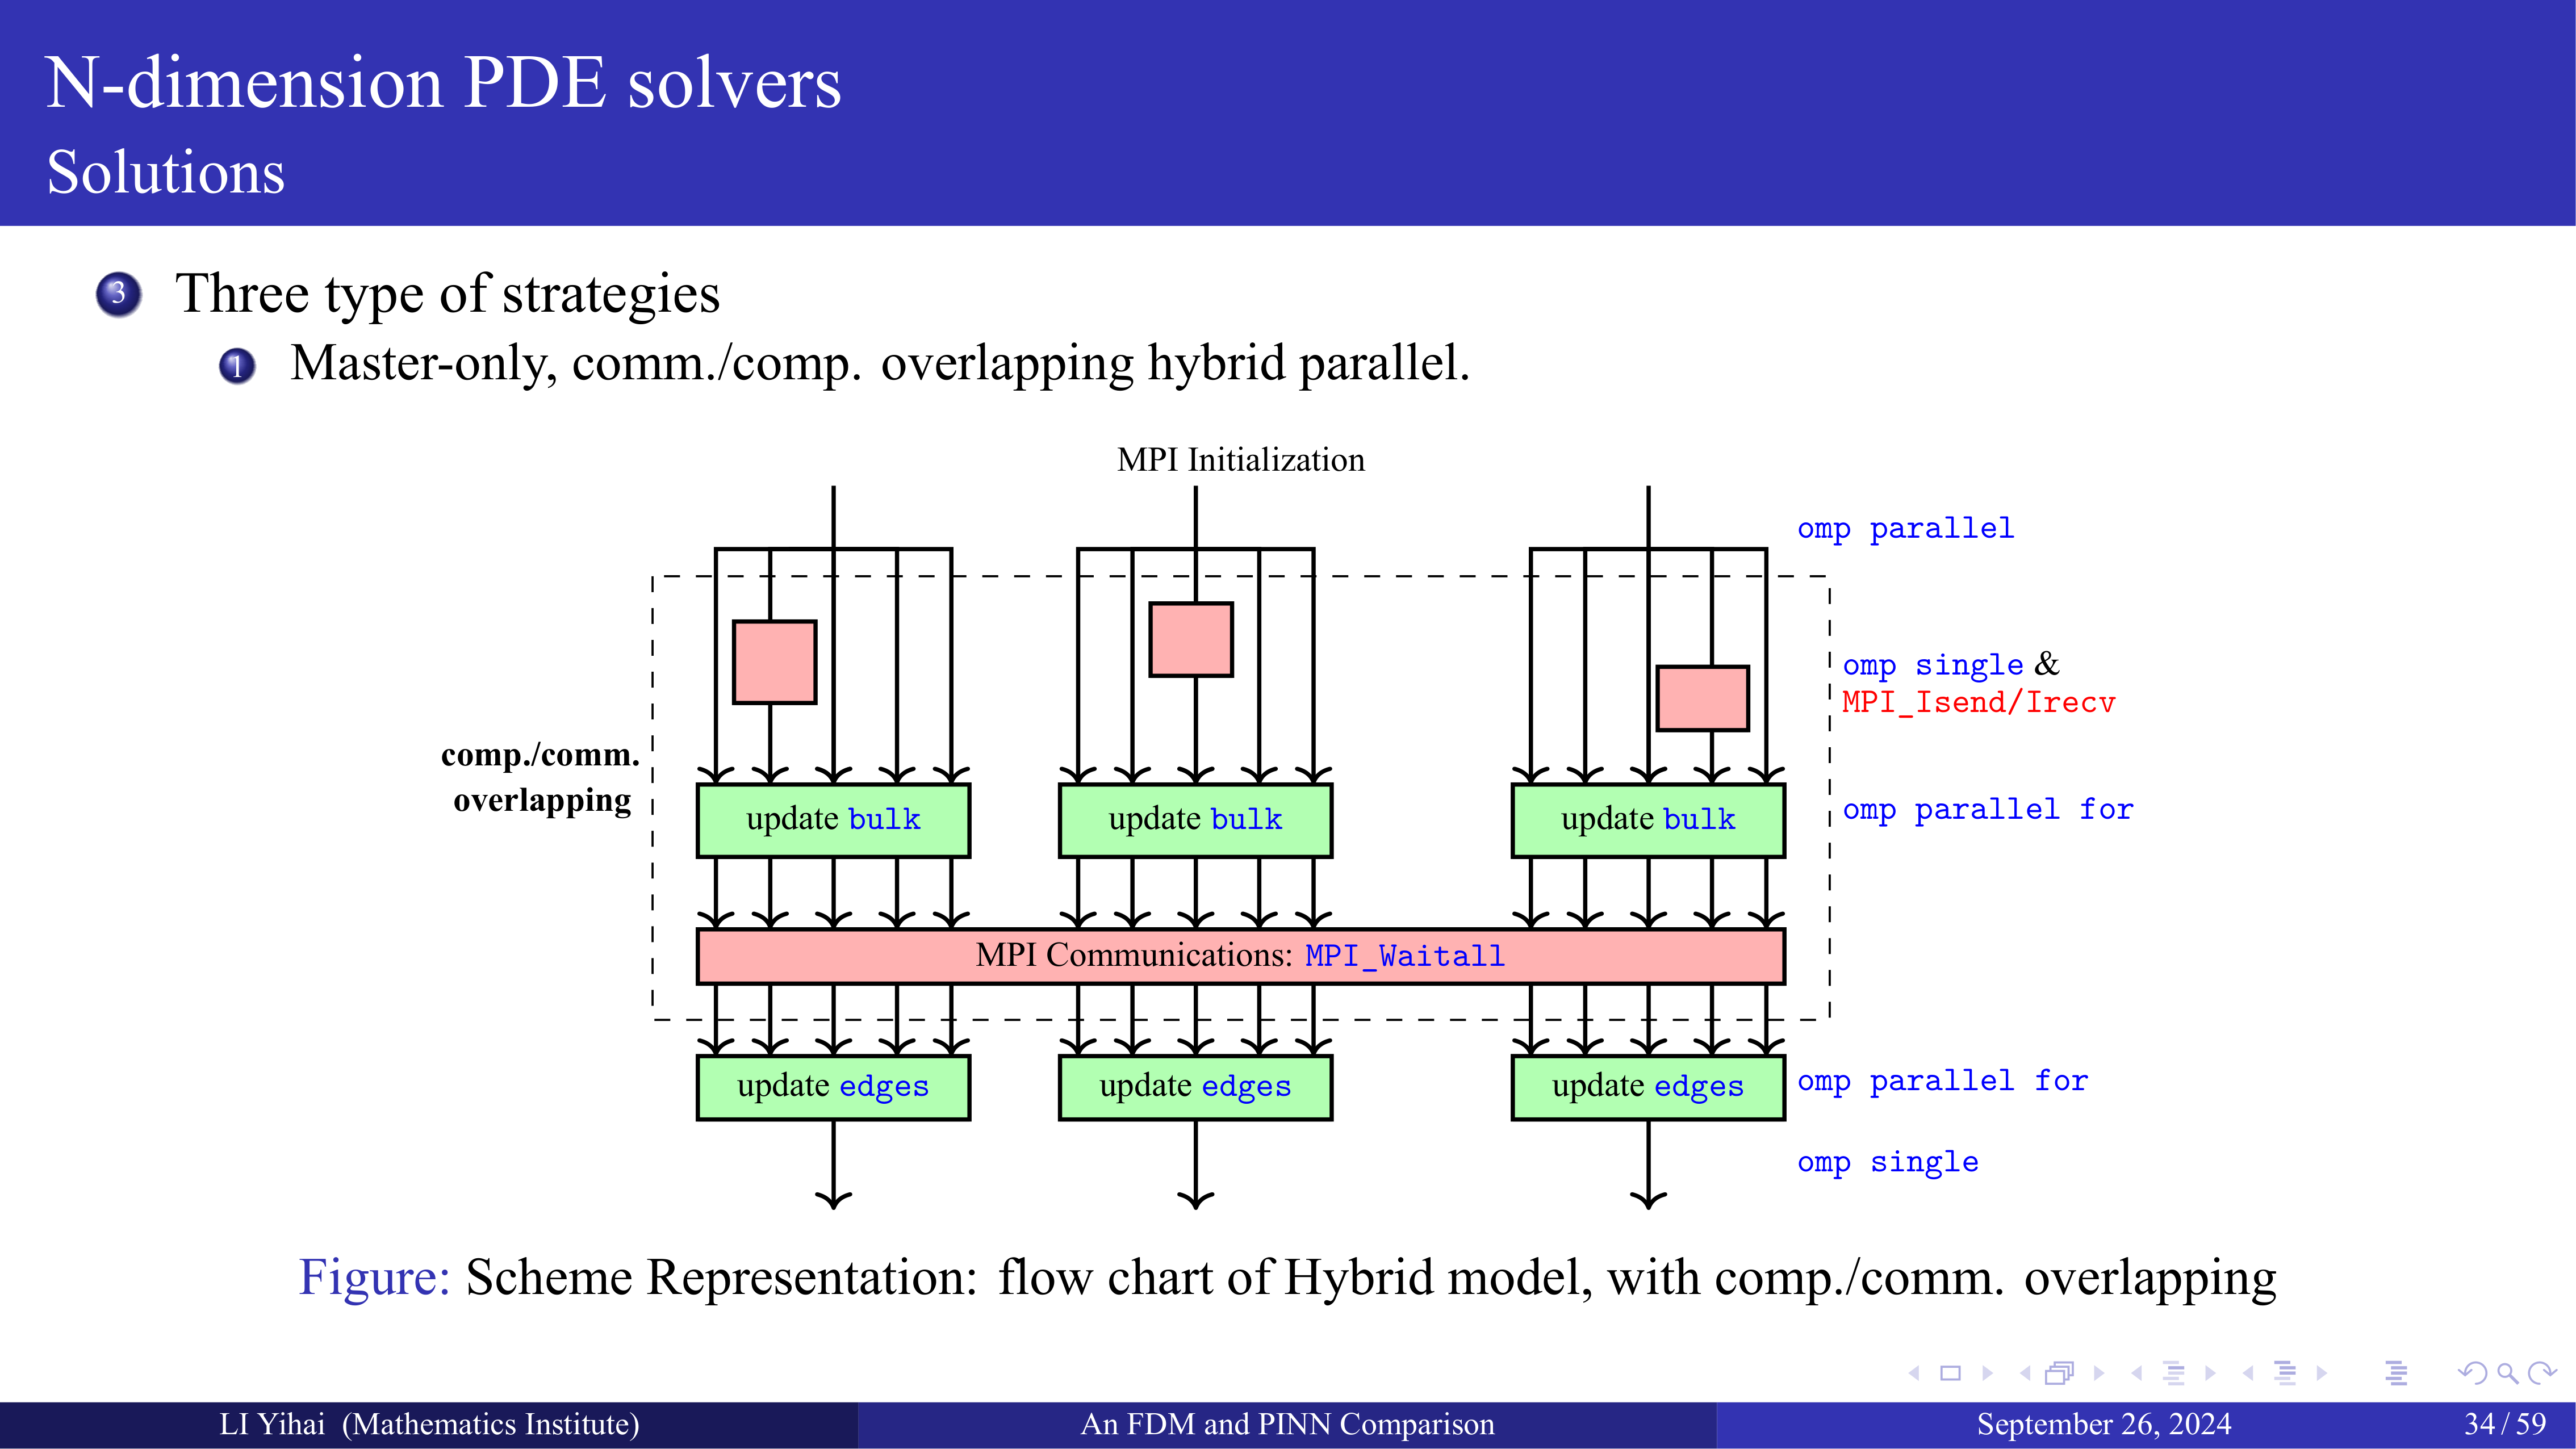 N-dimension PDE solvers
Solutions
3 Three type of strategies
1 Master-only, comm./comp. overlapping hybrid parallel.
MPI Initialization
omp parallel
omp single &
MPI_Isend/Irecv
comp./comm.
overlapping
update bulk update bulk update bulk
omp parallel for
MPI Communications: MPI_Waitall
update edges update edges update edges
omp parallel for
omp single
Figure: Scheme Representation: flow chart of Hybrid model, with comp./comm. overlapping
LI Yihai (Mathematics Institute) An FDM and PINN Comparison September 26, 2024 34 / 59